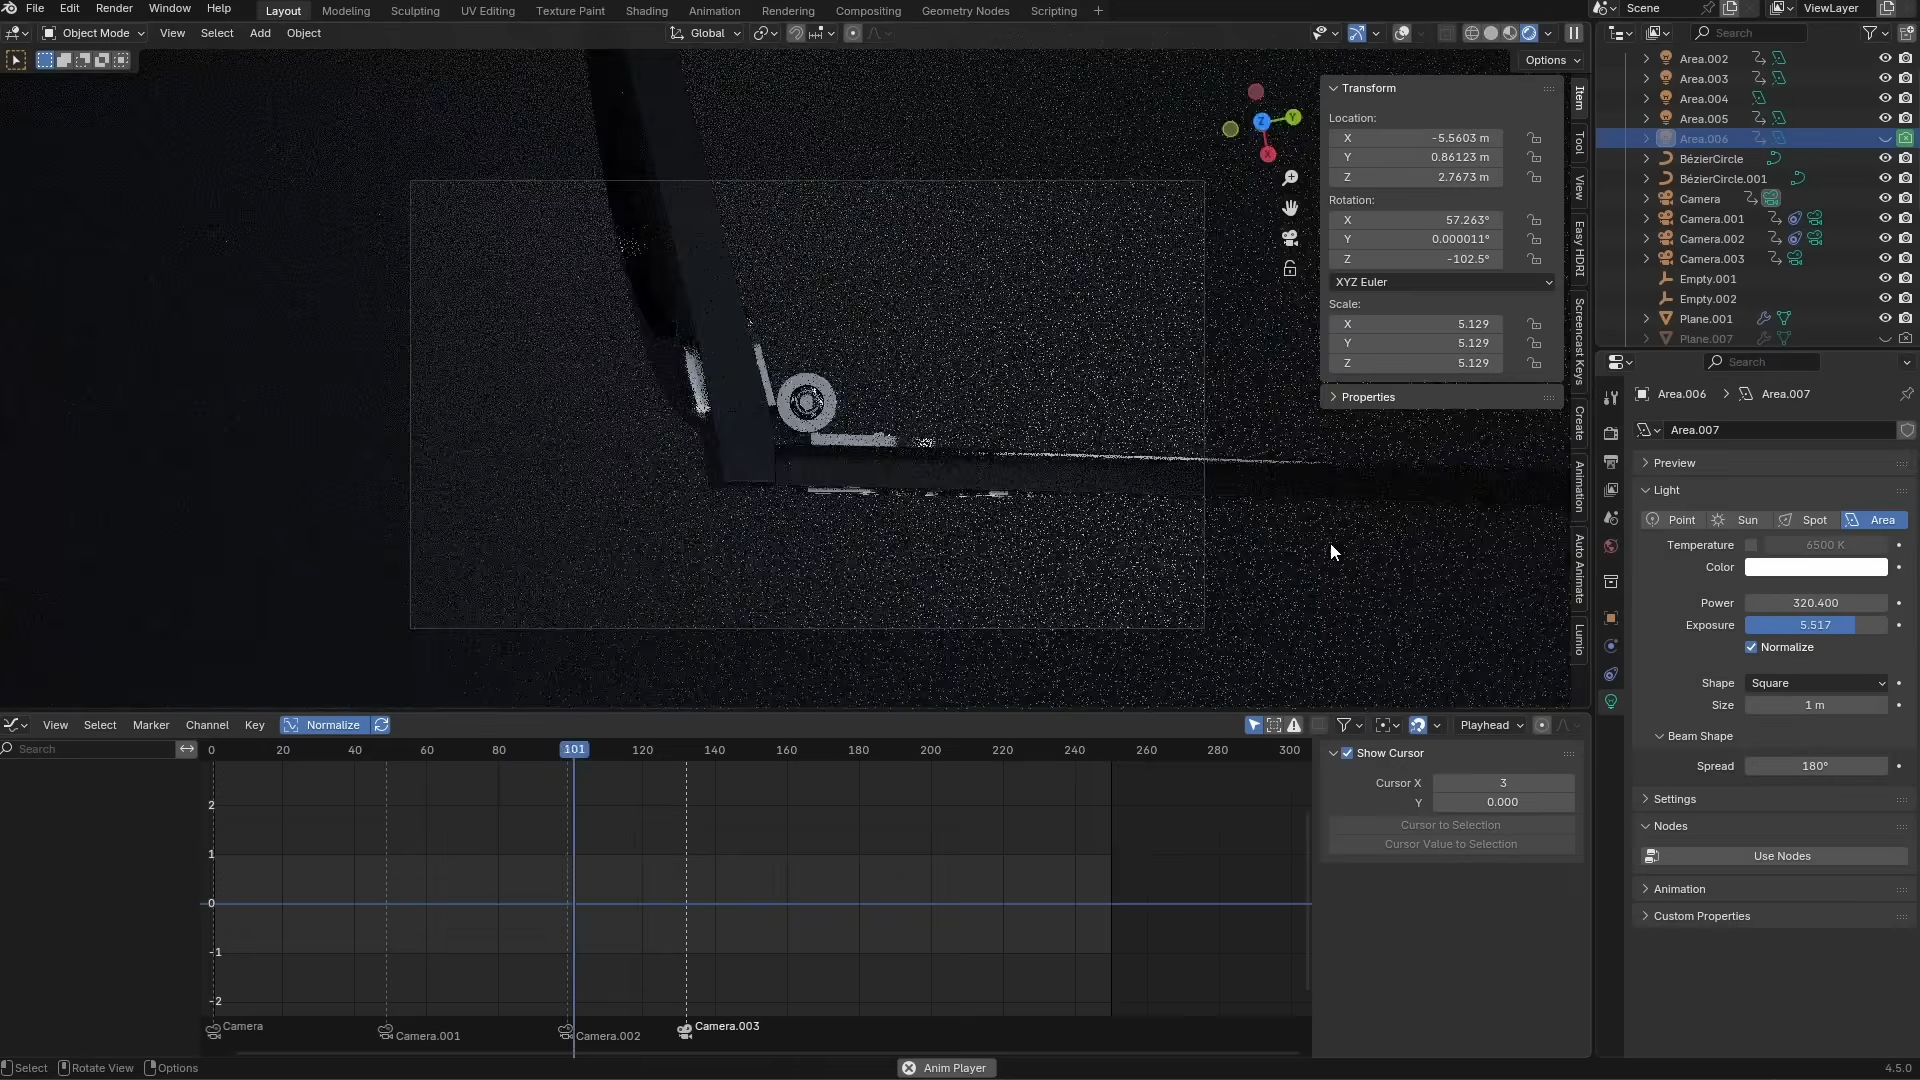 File Edit Render Window Help Layout Modeling Sculpting UV Editing Texture Paint Shading Animation Rendering Compositing Geometry Nodes Scripting + Scene ViewLayer
Object Mode View Select Add Object Global Search
Options
Transform
Location:
X -5.5603 m
Y 0.86123 m
Z 2.7673 m
Rotation:
X 57.263°
Y 0.000011°
Z -102.5°
XYZ Euler
Scale:
X 5.129
Y 5.129
Z 5.129
Properties
Z
Y
X
Item
Tool
View
Easy HDRI
Screencast Keys
Create
Animation
Auto Animate
Lumio
Area.002
Area.003
Area.004
Area.005
Area.006
BézierCircle
BézierCircle.001
Camera
Camera.001
Camera.002
Camera.003
Empty.001
Empty.002
Plane.001
Plane.007
Search
Area.006 Area.007
Area.007
Preview
Light
Point Sun Spot Area
Temperature 6500 K
Color
Power 320.400
Exposure 5.517
Normalize
Shape Square
Size 1 m
Beam Shape
Spread 180°
Settings
Nodes
Use Nodes
Animation
Custom Properties
View Select Marker Channel Key Normalize Playhead
Search 0 20 40 60 80 101 120 140 160 180 200 220 240 260 280 300
2
1
0
-1
-2
Show Cursor
Cursor X 3
Y 0.000
Cursor to Selection
Cursor Value to Selection
Camera
Camera.001
Camera.002
Camera.003
Select Rotate View Options Anim Player 4.5.0